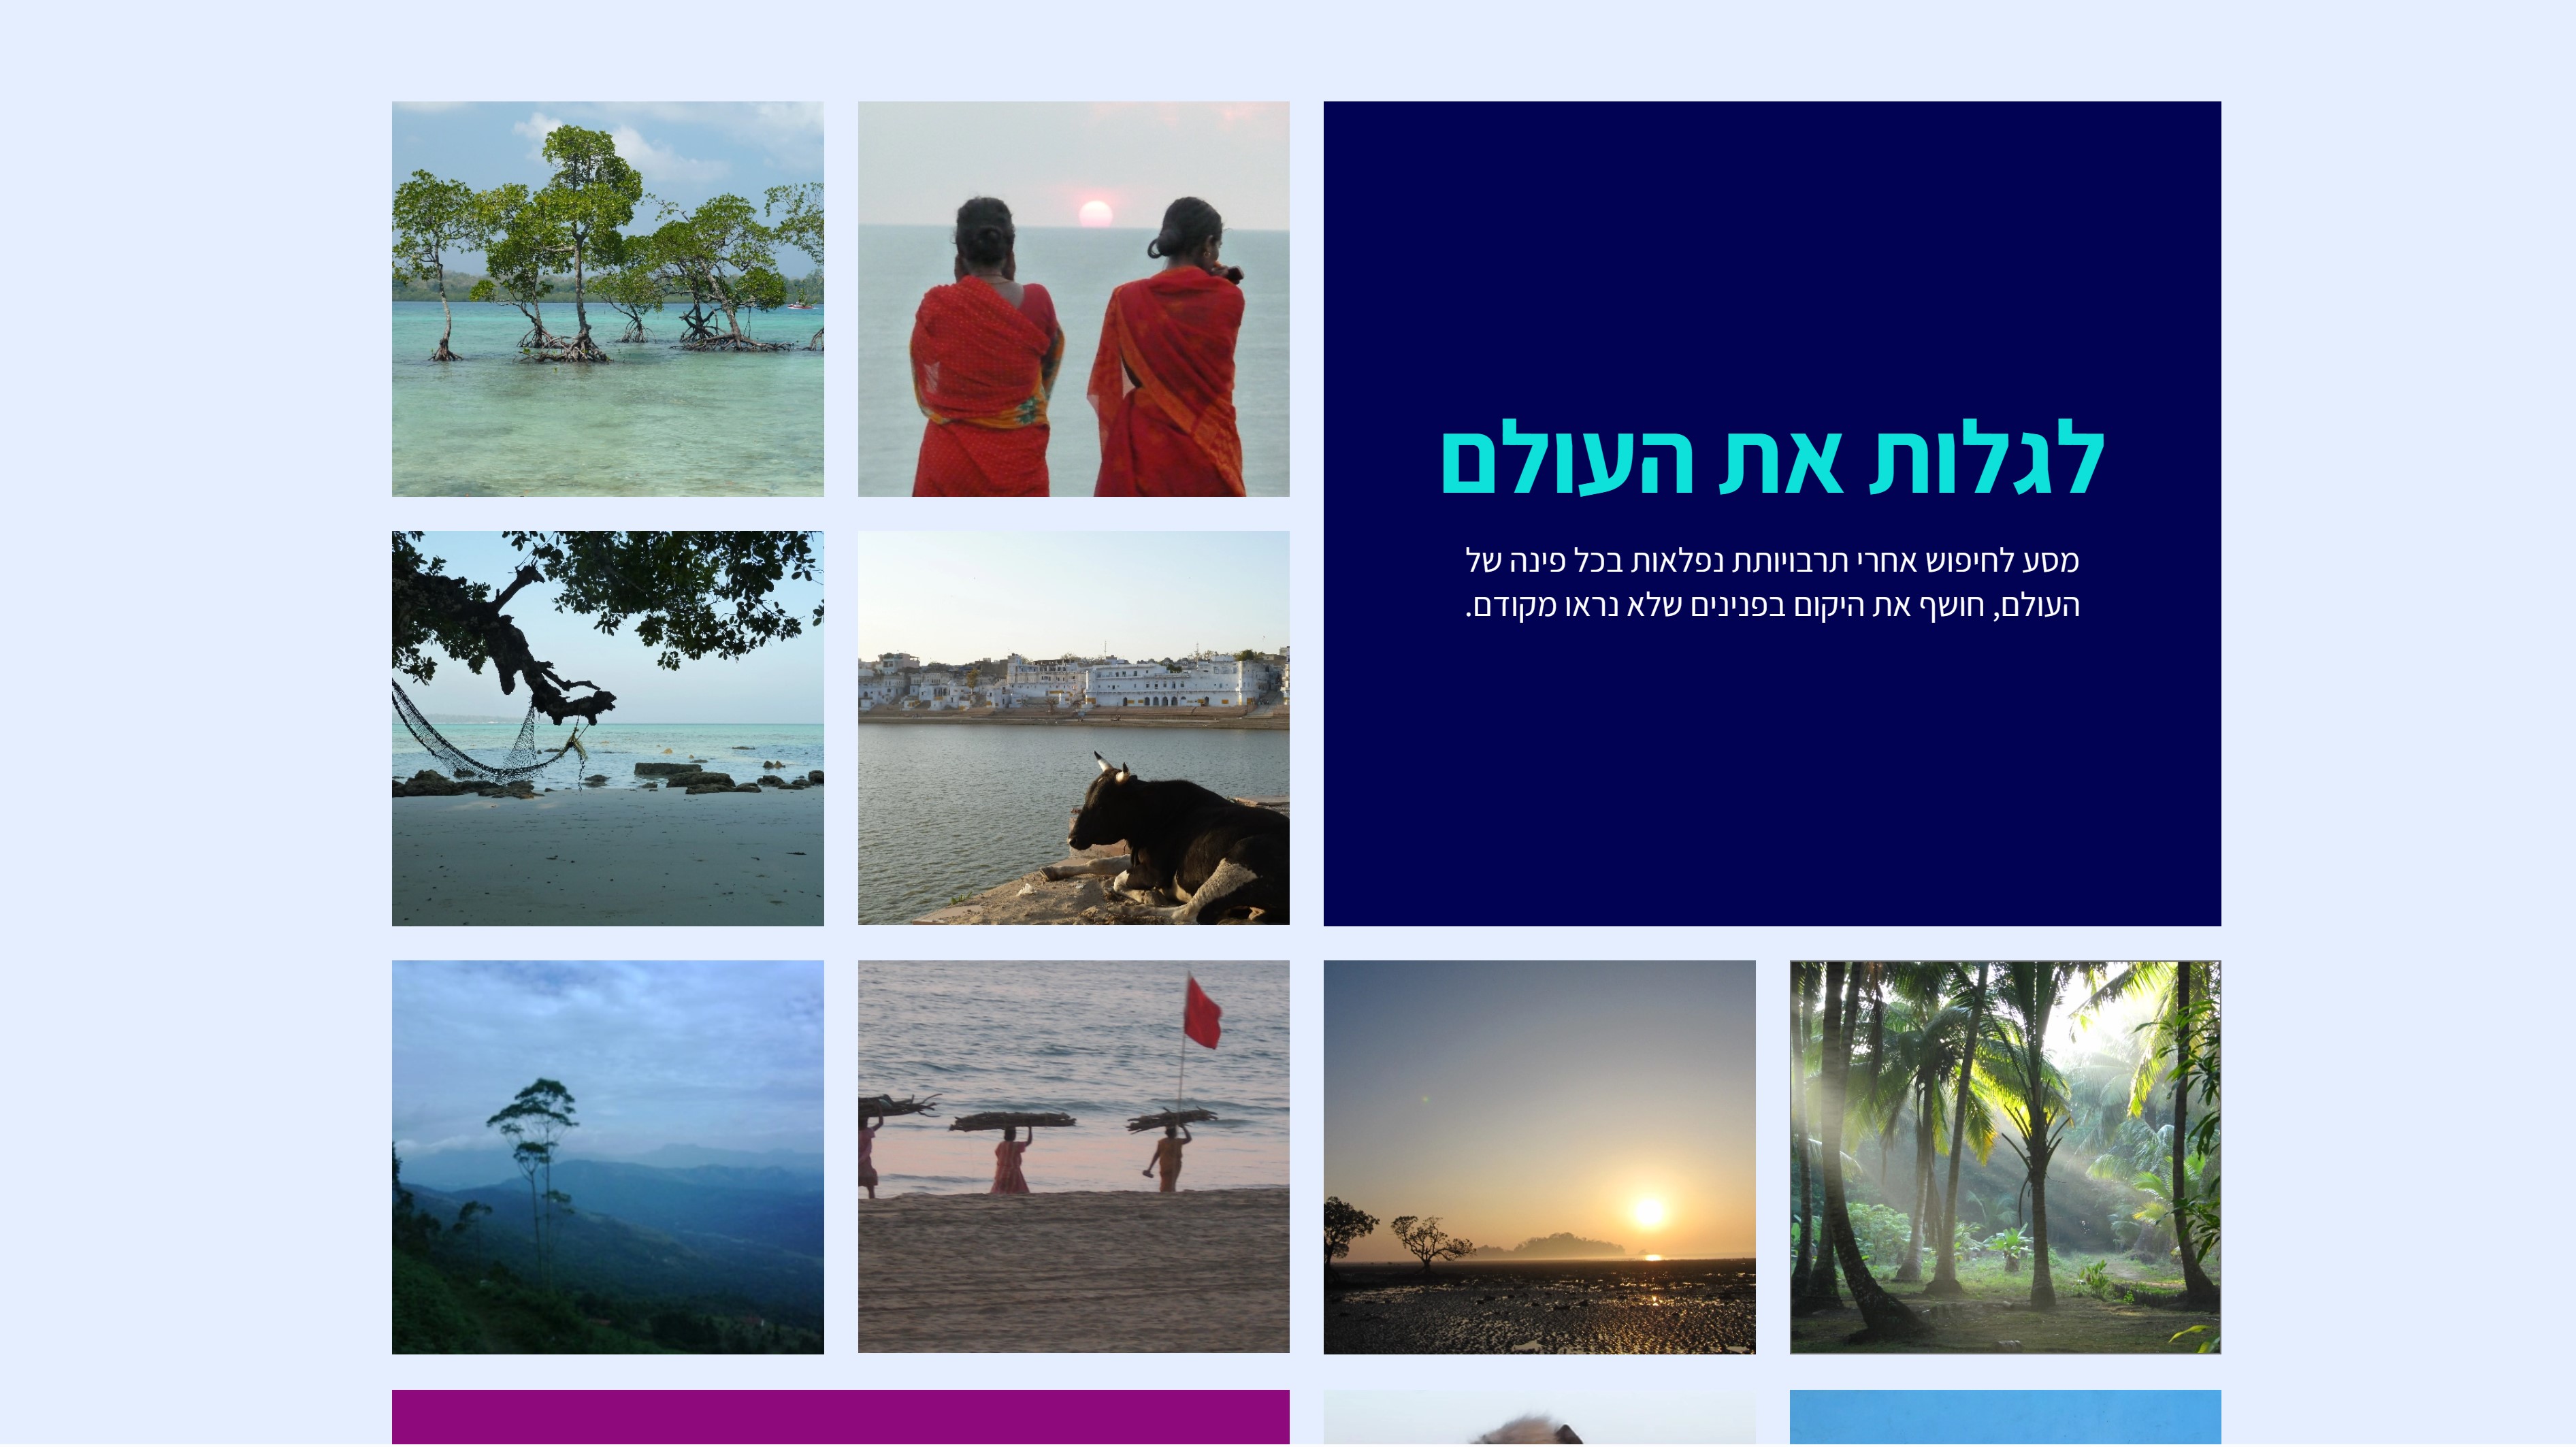 לגלות את העולם
מסע לחיפוש אחרי תרבויותת נפלאות בכל פינה של
העולם, חושף את היקום בפנינים שלא נראו מקודם.